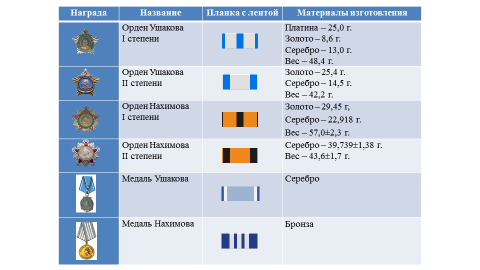 Награда Название Планка с лентой Материалы изготовления
Орден Ушакова
I степени
Платина – 25,0 г.
Золото – 8,6 г.
Серебро – 13,0 г.
Вес – 48,4 г.
Орден Ушакова
II степени
Золото – 25,4 г.
Серебро – 14,5 г.
Вес – 42,2 г.
Орден Нахимова
I степени
Золото – 29,45 г,
Серебро – 22,918 г.
Вес – 57,0±2,3 г.
Орден Нахимова
II степени
Серебро – 39,739±1,38 г.
Вес – 43,6±1,7 г.
Медаль Ушакова
Серебро
Медаль Нахимова
Бронза